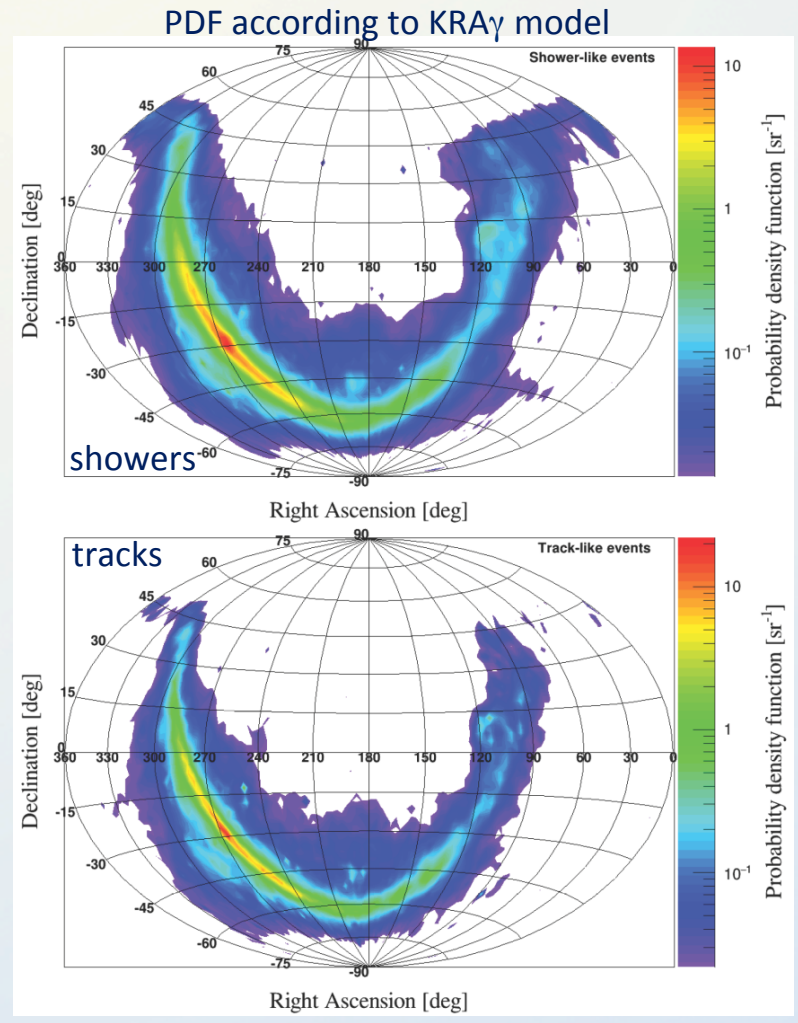 PDF according to KRAγ model
Shower-like events
90
75
60
45
30
15
0
360 330 300 270 240 210 180 150 120 90 60 30 0
-15
-30
-45
-60
-75
-90
Declination [deg]
Right Ascension [deg]
showers
10
1
10⁻¹
Probability density function [sr⁻¹]
tracks
Track-like events
90
75
60
45
30
15
0
360 330 300 270 240 210 180 150 120 90 60 30 0
-15
-30
-45
-60
-75
-90
Declination [deg]
Right Ascension [deg]
10
1
10⁻¹
Probability density function [sr⁻¹]